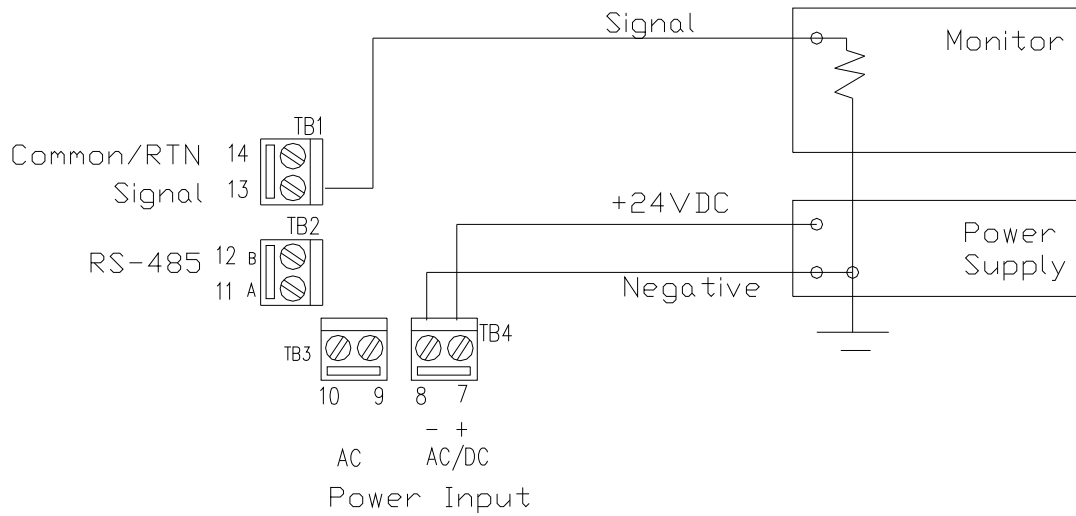 Signal
Monitor
TB1
Common/RTN 14
Signal 13
+24VDC
TB2
Power
Supply
RS-485 12 B
11 A
Negative
TB3
TB4
10 9 8 7
- +
AC AC/DC
Power Input